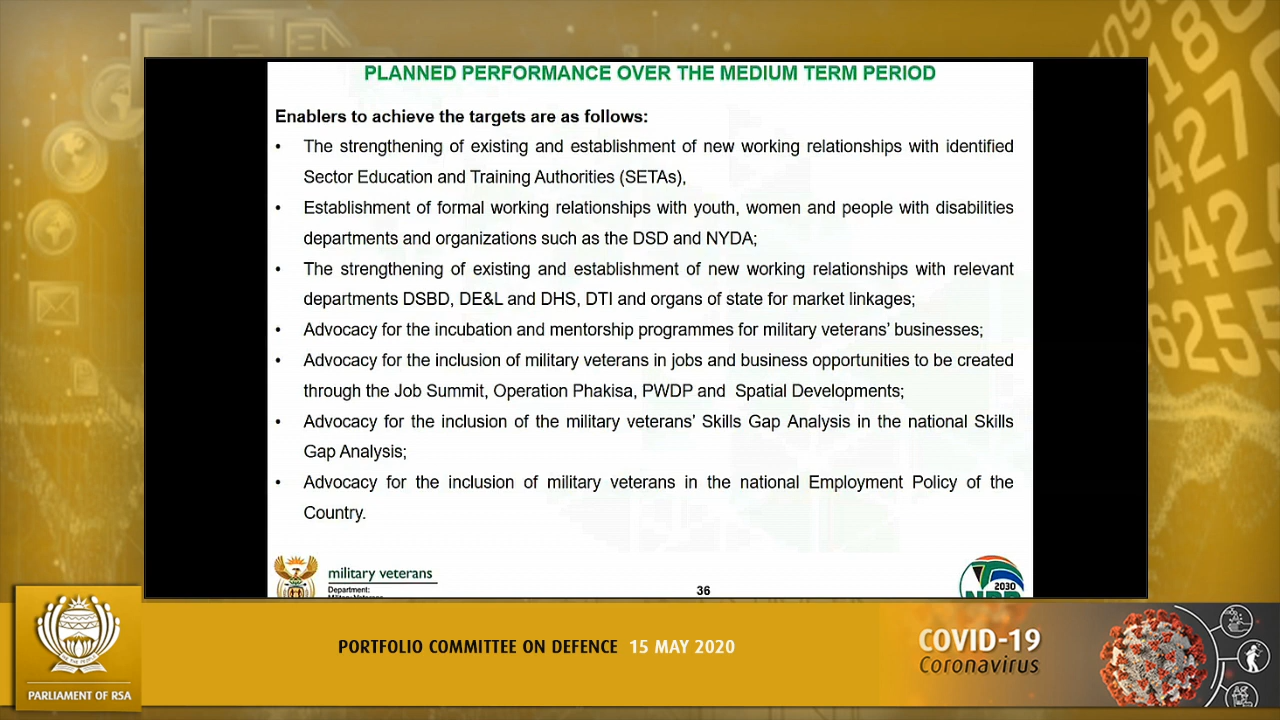 PLANNED PERFORMANCE OVER THE MEDIUM TERM PERIOD
Enablers to achieve the targets are as follows:
• The strengthening of existing and establishment of new working relationships with identified
Sector Education and Training Authorities (SETAs),
• Establishment of formal working relationships with youth, women and people with disabilities
departments and organizations such as the DSD and NYDA;
• The strengthening of existing and establishment of new working relationships with relevant
departments DSBD, DE&L and DHS, DTI and organs of state for market linkages;
• Advocacy for the incubation and mentorship programmes for military veterans' businesses;
• Advocacy for the inclusion of military veterans in jobs and business opportunities to be created
through the Job Summit, Operation Phakisa, PWDP and Spatial Developments;
• Advocacy for the inclusion of the military veterans' Skills Gap Analysis in the national Skills
Gap Analysis;
• Advocacy for the inclusion of military veterans in the national Employment Policy of the
Country.
military veterans
Department:
36
2030
PORTFOLIO COMMITTEE ON DEFENCE 15 MAY 2020
COVID-19
Coronavirus
PARLIAMENT OF RSA